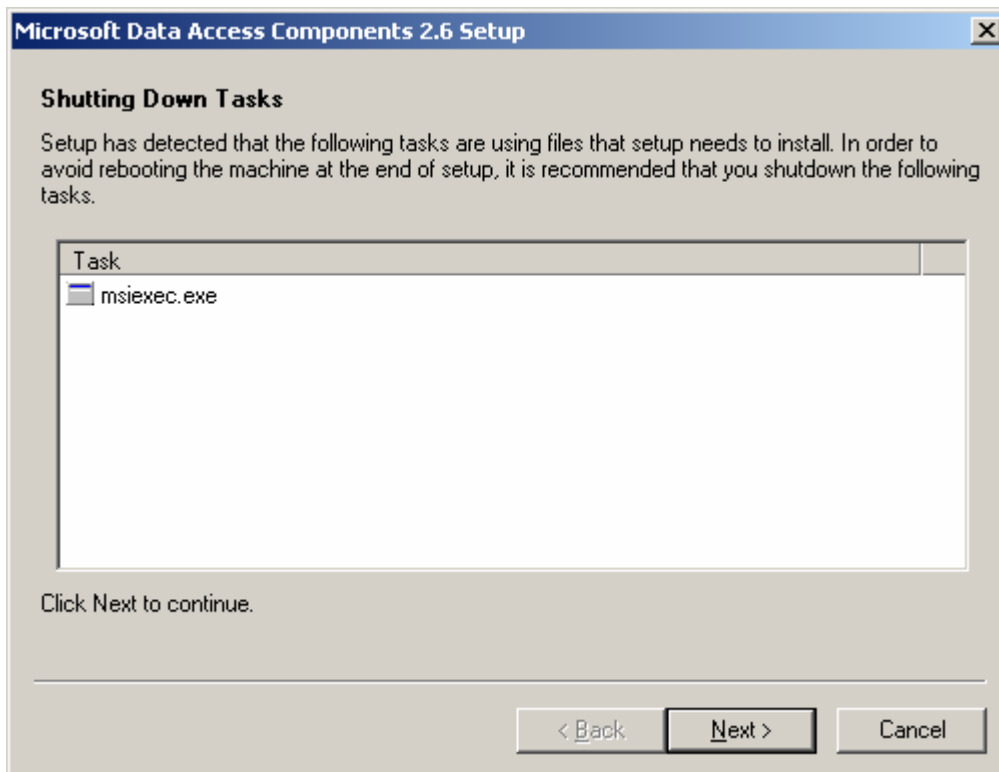 Microsoft Data Access Components 2.6 Setup
Shutting Down Tasks
Setup has detected that the following tasks are using files that setup needs to install. In order to
avoid rebooting the machine at the end of setup, it is recommended that you shutdown the following
tasks.
Task
msiexec.exe
Click Next to continue.
< Back
Next >
Cancel